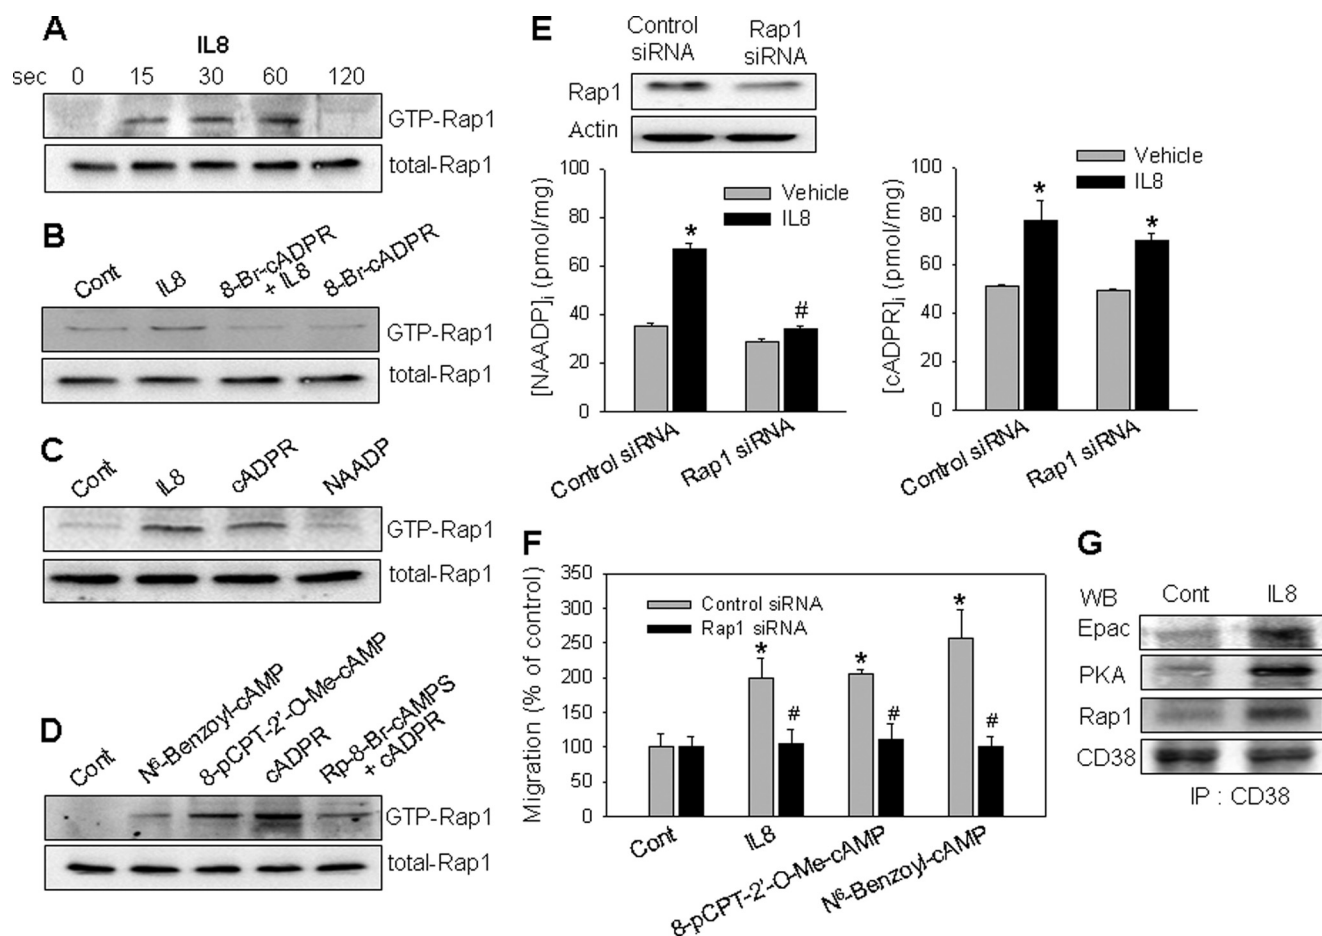 A
IL8
sec 0 15 30 60 120
GTP-Rap1
total-Rap1
B
Cont
IL8
8-Br-cADPR
+ IL8
8-Br-cADPR
GTP-Rap1
total-Rap1
C
Cont
IL8
cADPR
NAADP
GTP-Rap1
total-Rap1
D
Cont
N⁶-Benzoyl-cAMP
8-pCPT-2'-O-Me-cAMP
cADPR
Rp-8-Br-cAMPS
+ cADPR
GTP-Rap1
total-Rap1
E
Control
siRNA
Rap1
siRNA
Rap1
Actin
[NAADP]i (pmol/mg)
100
80
60
40
20
0
Vehicle
IL8
*
#
Control siRNA
Rap1 siRNA
[cADPR]i (pmol/mg)
100
80
60
40
20
0
Vehicle
IL8
*
*
Control siRNA
Rap1 siRNA
F
Migration (% of control)
350
300
250
200
150
100
50
0
Control siRNA
Rap1 siRNA
*
#
*
#
*
#
Cont
IL8
8-pCPT-2'-O-Me-cAMP
N⁶-Benzoyl-cAMP
G
WB Cont IL8
Epac
PKA
Rap1
CD38
IP : CD38